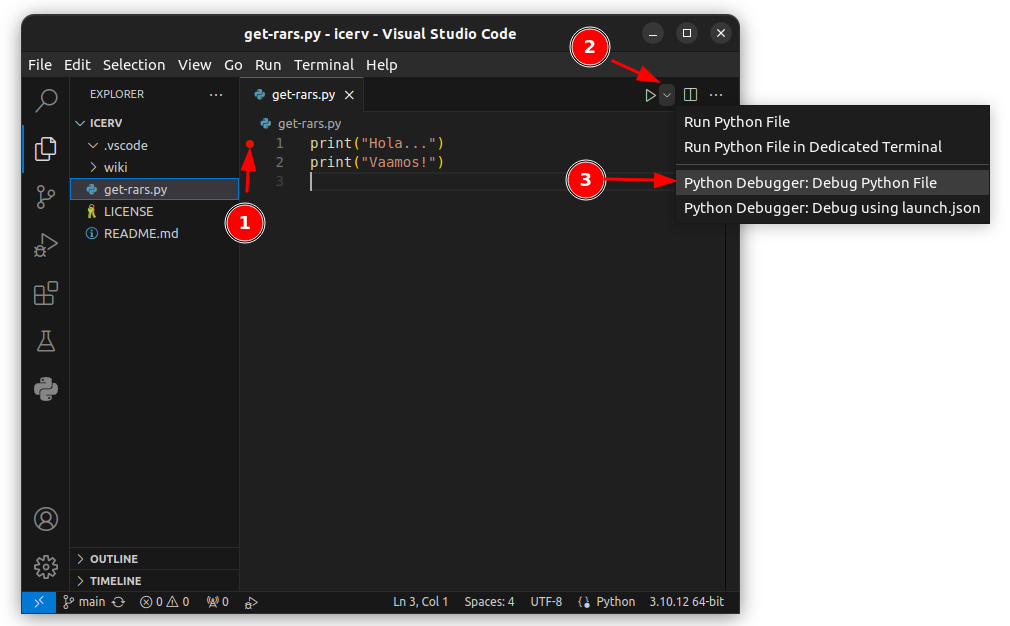 get-rars.py - icerv - Visual Studio Code
2
File Edit Selection View Go Run Terminal Help
EXPLORER
get-rars.py
ICERV
.vscode
wiki
get-rars.py
LICENSE
README.md
OUTLINE
TIMELINE
get-rars.py
1 print("Hola...")
2 print("Vaamos!")
3
1
Run Python File
Run Python File in Dedicated Terminal
3
Python Debugger: Debug Python File
Python Debugger: Debug using launch.json
main 0 0 0 Ln 3, Col 1 Spaces: 4 UTF-8 Python 3.10.12 64-bit